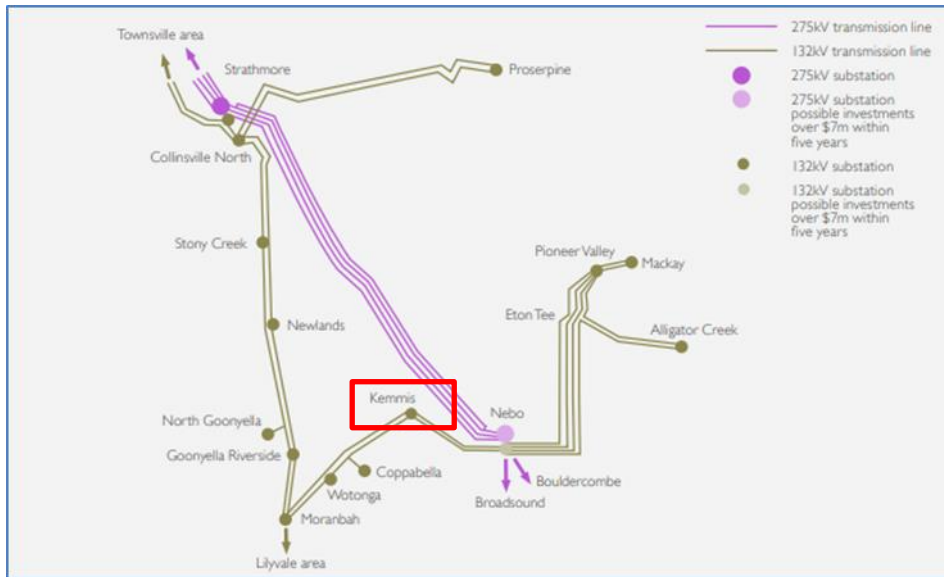 Townsville area
Strathmore
Proserpine
Collinsville North
Stony Creek
Newlands
North Goonyella
Goonyella Riverside
Kemmis
Coppabella
Wotonga
Moranbah
Lilyvale area
Nebo
Bouldercombe
Broadsound
Pioneer Valley
Mackay
Eton Tee
Alligator Creek
275kV transmission line
132kV transmission line
275kV substation
275kV substation
possible investments
over $7m within
five years
132kV substation
132kV substation
possible investments
over $7m within
five years